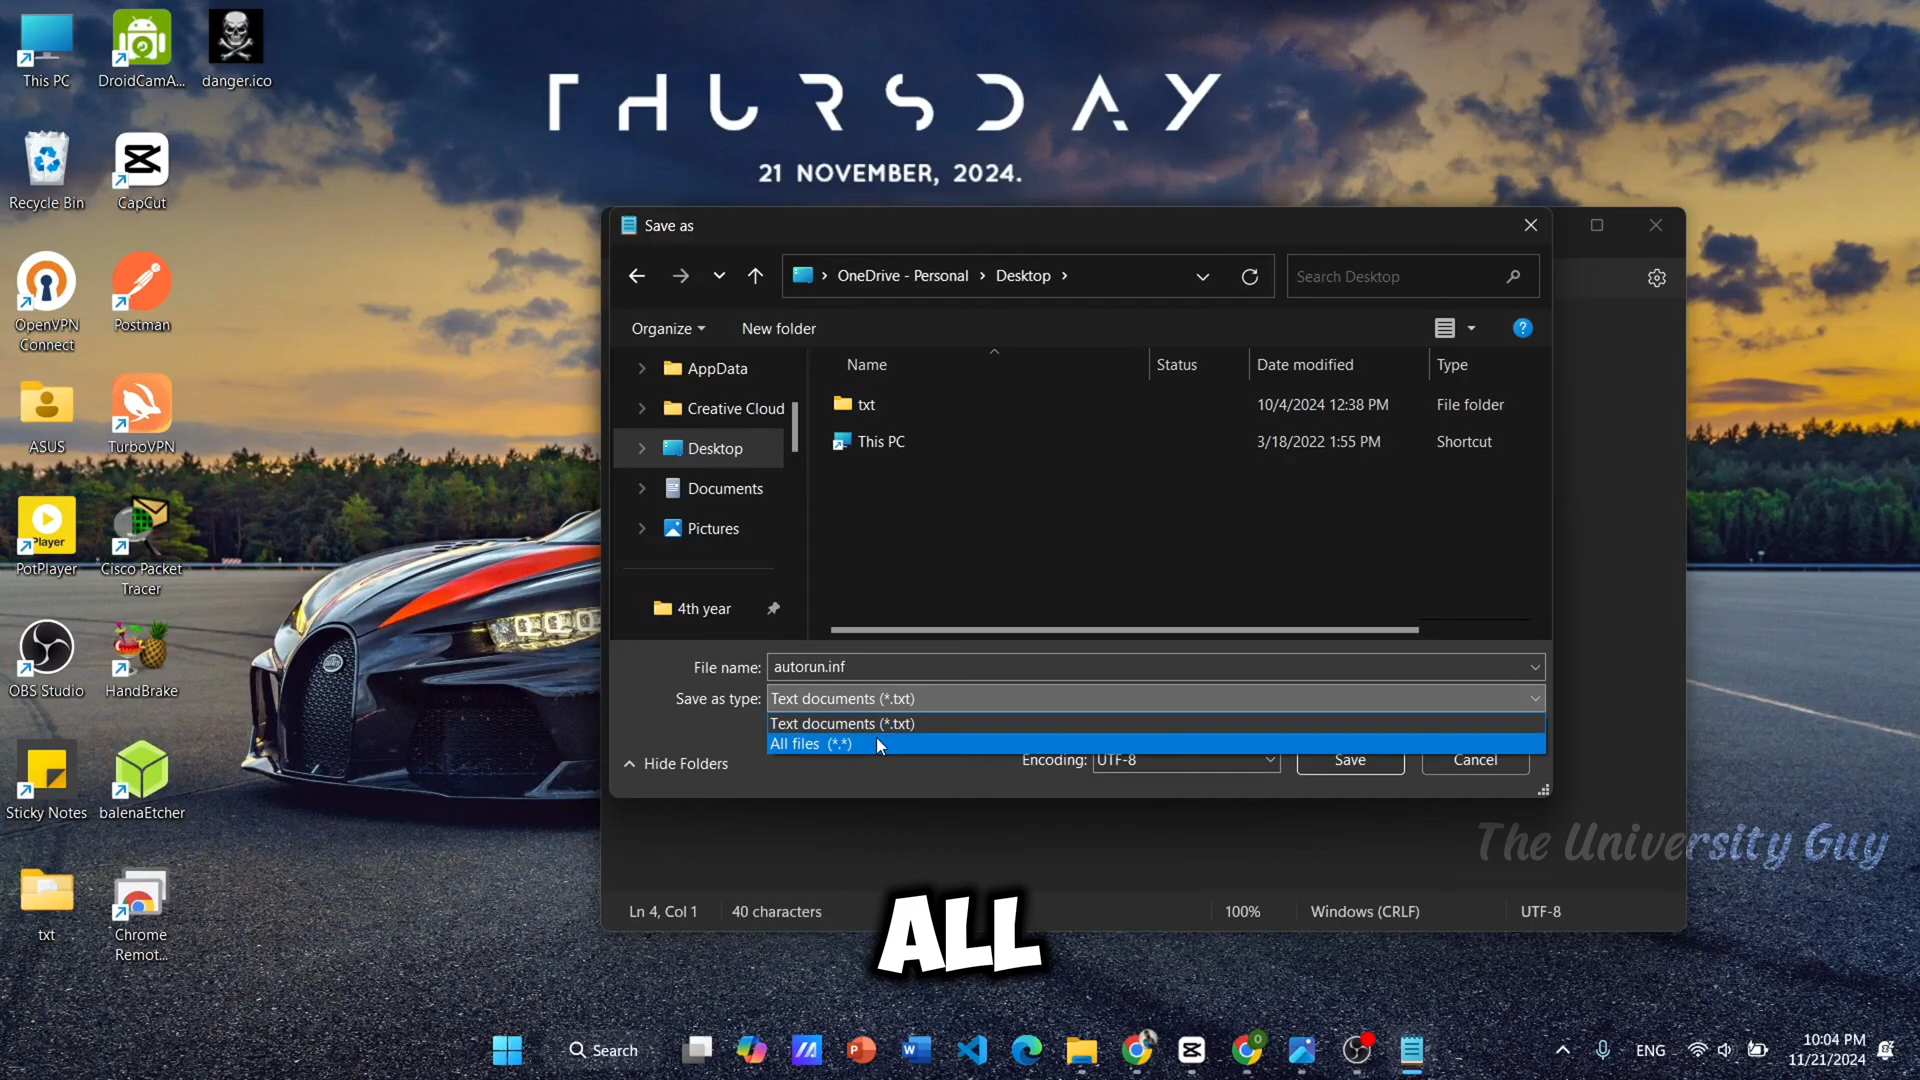 This PC
DroidCamA...
danger.ico
Recycle Bin
CapCut
OpenVPN
Connect
Postman
ASUS
TurboVPN
Player
PotPlayer
Cisco Packet
Tracer
OBS Studio
HandBrake
Sticky Notes
balenaEtcher
txt
Chrome
Remot...
THURSDAY
21 NOVEMBER, 2024.
Save as
OneDrive - Personal > Desktop >
Search Desktop
Organize
New folder
?
Name
Status
Date modified
Type
AppData
Creative Cloud
Desktop
Documents
Pictures
4th year
txt
10/4/2024 12:38 PM
File folder
This PC
3/18/2022 1:55 PM
Shortcut
File name: autorun.inf
Save as type: Text documents (*.txt)
Text documents (*.txt)
All files (*.*)
Hide Folders
Encoding: UTF-8
Save
Cancel
The University Guy
Ln 4, Col 1
40 characters
100%
Windows (CRLF)
UTF-8
ALL
Search
P
W
ENG
10:04 PM
11/21/2024